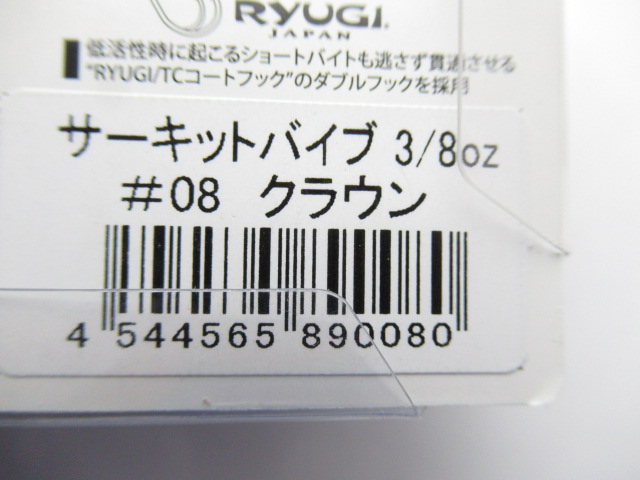 RYUGI.
JAPAN
低活性時に起こるショートバイトも逃さず貫通させる
"RYUGI/TCコートフック"のダブルフックを採用
サーキットバイブ 3/8oz
#08 クラウン
4 544565 890080